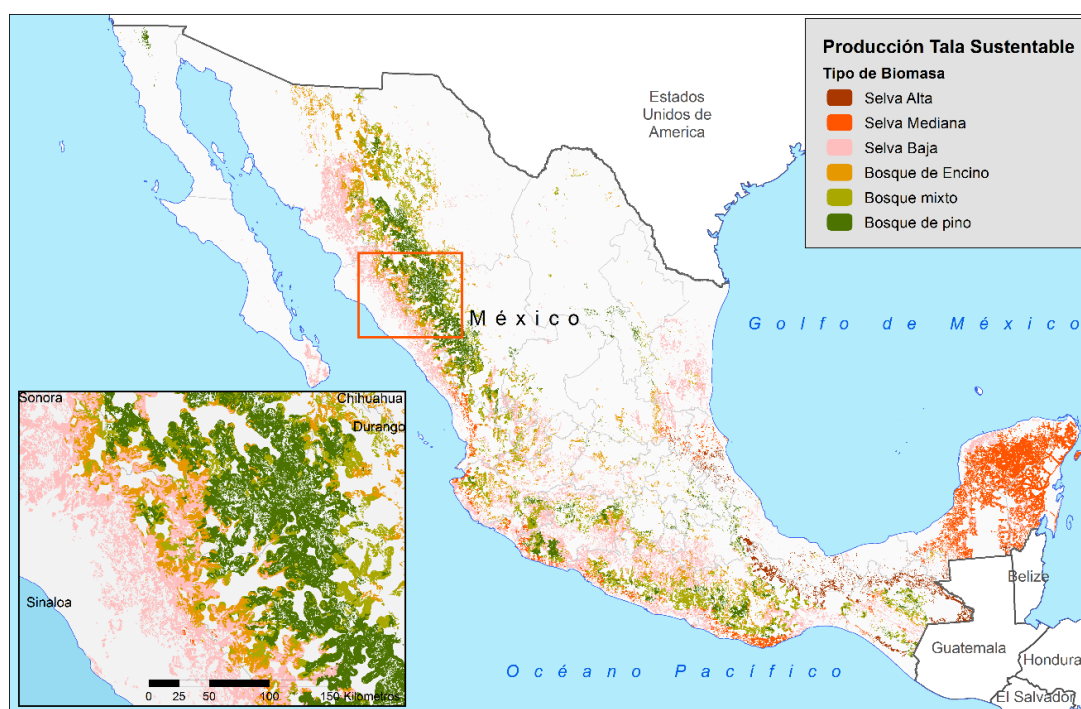 Producción Tala Sustentable
Tipo de Biomasa
Selva Alta
Selva Mediana
Selva Baja
Bosque de Encino
Bosque mixto
Bosque de pino
Estados
Unidos de
America
México
Golfo de México
Océano Pacífico
Belize
Guatemala
Hondura
El Salvador
Sonora
Chihuahua
Durango
Sinaloa
0 25 50 100 150 Kilometros